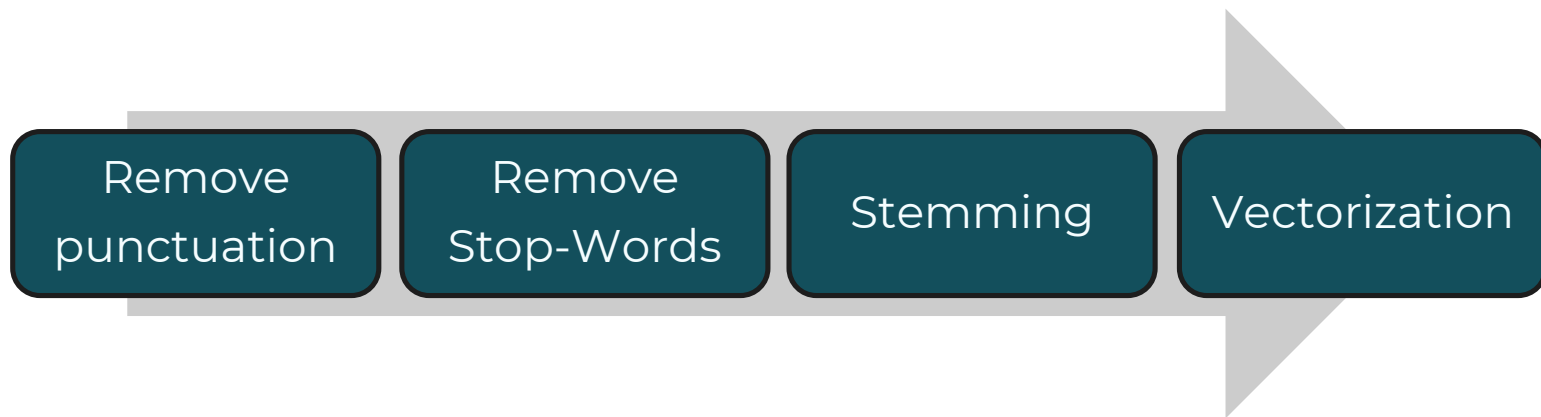 Remove
punctuation
Remove
Stop-Words
Stemming
Vectorization